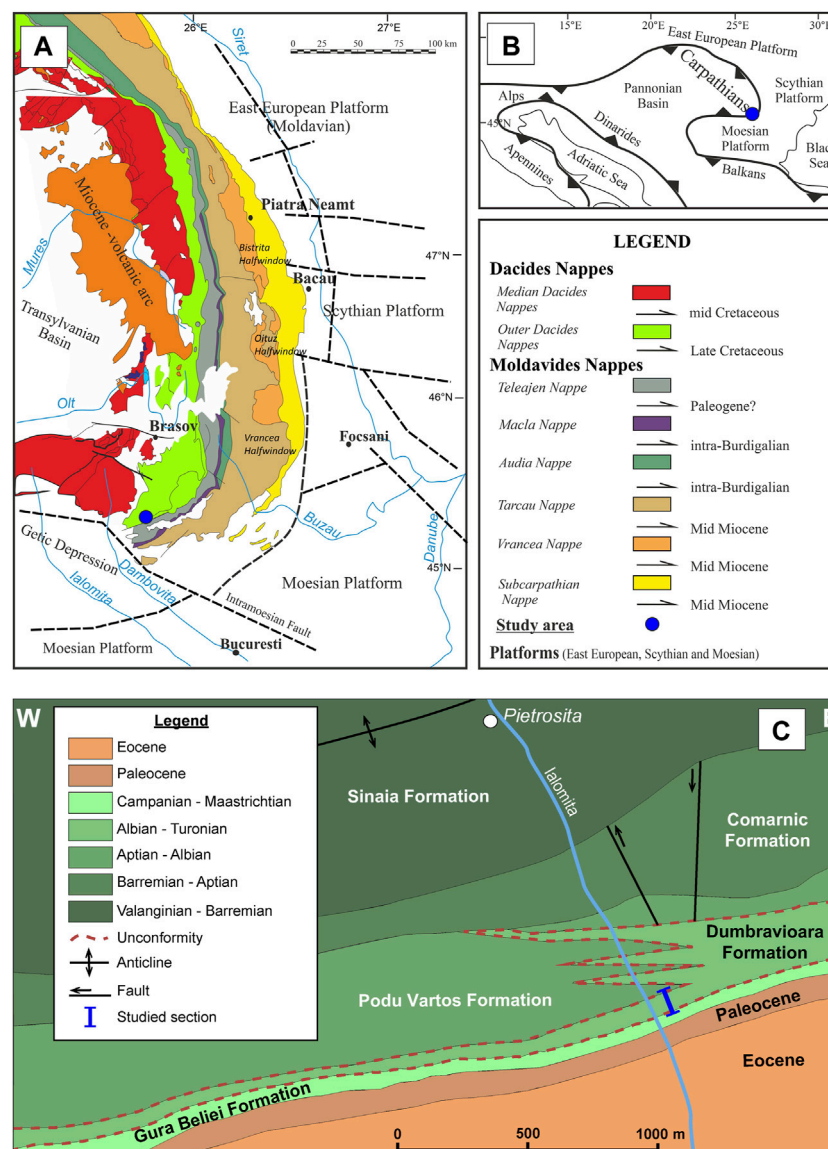 A
26°E
27°E
0 25 50 75 100 km
Siret
East European Platform
(Moldavian)
Miocene -volcanic arc
Piatra Neamt
Bistrita
Halfwindow
47°N
Mures
Bacau
Scythian Platform
Transylvanian
Basin
Oituz
Halfwindow
Olt
46°N
Brasov
Vrancea
Halfwindow
Focsani
Buzau
Danube
Getic Depression
45°N
Moesian Platform
Dambovita
Ialomita
Intramoesian Fault
Moesian Platform
Bucuresti
B
15°E
20°E
25°E
30°E
East European Platform
Carpathians
Scythian
Platform
Pannonian
Basin
Alps
45°N
Dinarides
Moesian
Platform
Adriatic Sea
Apennines
Balkans
Blac
Sea
LEGEND
Dacides Nappes
Median Dacides
Nappes
mid Cretaceous
Outer Dacides
Nappes
Late Cretaceous
Moldavides Nappes
Teleajen Nappe
Paleogene?
Macla Nappe
intra-Burdigalian
Audia Nappe
intra-Burdigalian
Tarcau Nappe
Mid Miocene
Vrancea Nappe
Mid Miocene
Subcarpathian
Nappe
Mid Miocene
Study area
Platforms (East European, Scythian and Moesian)
W
C
Legend
Eocene
Paleocene
Campanian - Maastrichtian
Albian - Turonian
Aptian - Albian
Barremian - Aptian
Valanginian - Barremian
Unconformity
Anticline
Fault
Studied section
Pietrosita
Ialomita
Sinaia Formation
Comarnic
Formation
Dumbravioara
Formation
Podu Vartos Formation
Paleocene
Eocene
Gura Beliei Formation
0 500 1000 m